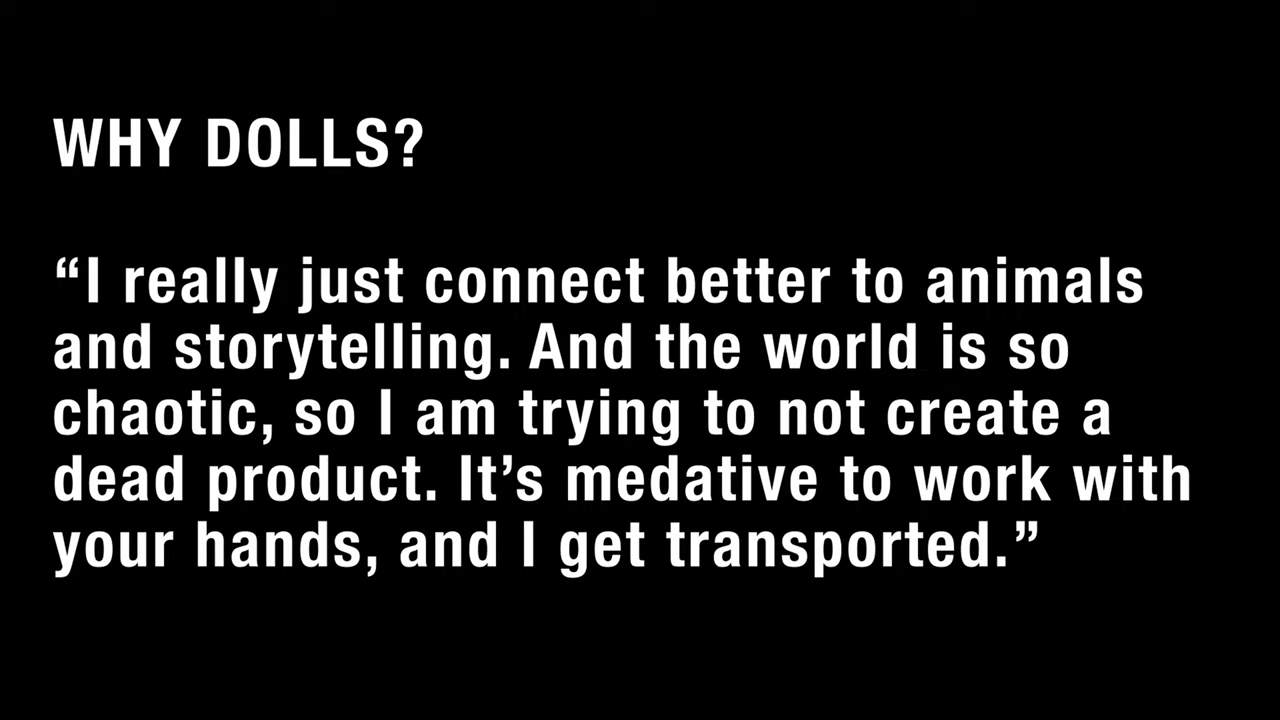 WHY DOLLS?
“I really just connect better to animals
and storytelling. And the world is so
chaotic, so I am trying to not create a
dead product. It’s medative to work with
your hands, and I get transported.”